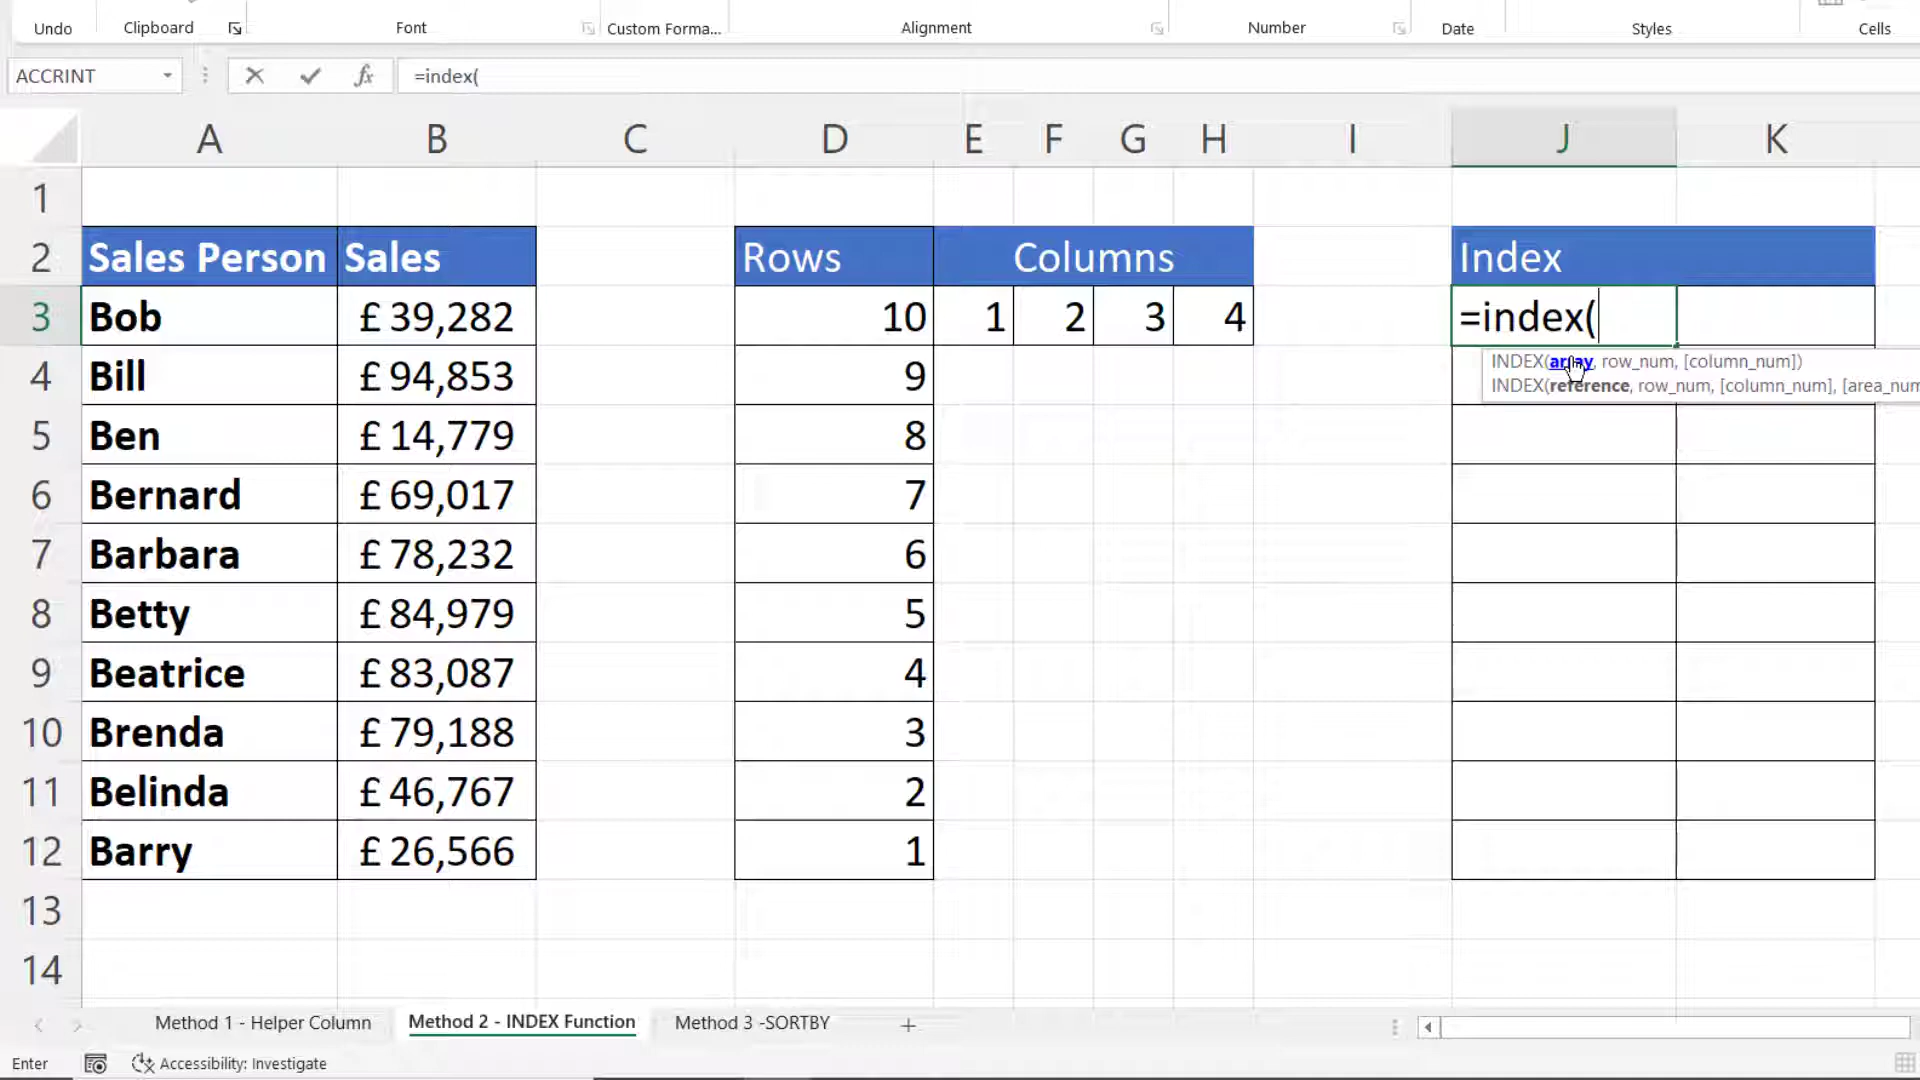 Undo Clipboard Font Custom Forma... Alignment Number Date Styles Cells
ACCRINT fx =index(
A B C D E F G H I J K
1
2 Sales Person Sales Rows Columns Index
3 Bob £ 39,282 10 1 2 3 4 =index(
INDEX(array, row_num, [column_num])
4 Bill £ 94,853 9
INDEX(reference, row_num, [column_num], [area_num
5 Ben £ 14,779 8
6 Bernard £ 69,017 7
7 Barbara £ 78,232 6
8 Betty £ 84,979 5
9 Beatrice £ 83,087 4
10 Brenda £ 79,188 3
11 Belinda £ 46,767 2
12 Barry £ 26,566 1
13
14
Method 1 - Helper Column Method 2 - INDEX Function Method 3 -SORTBY
Enter Accessibility: Investigate